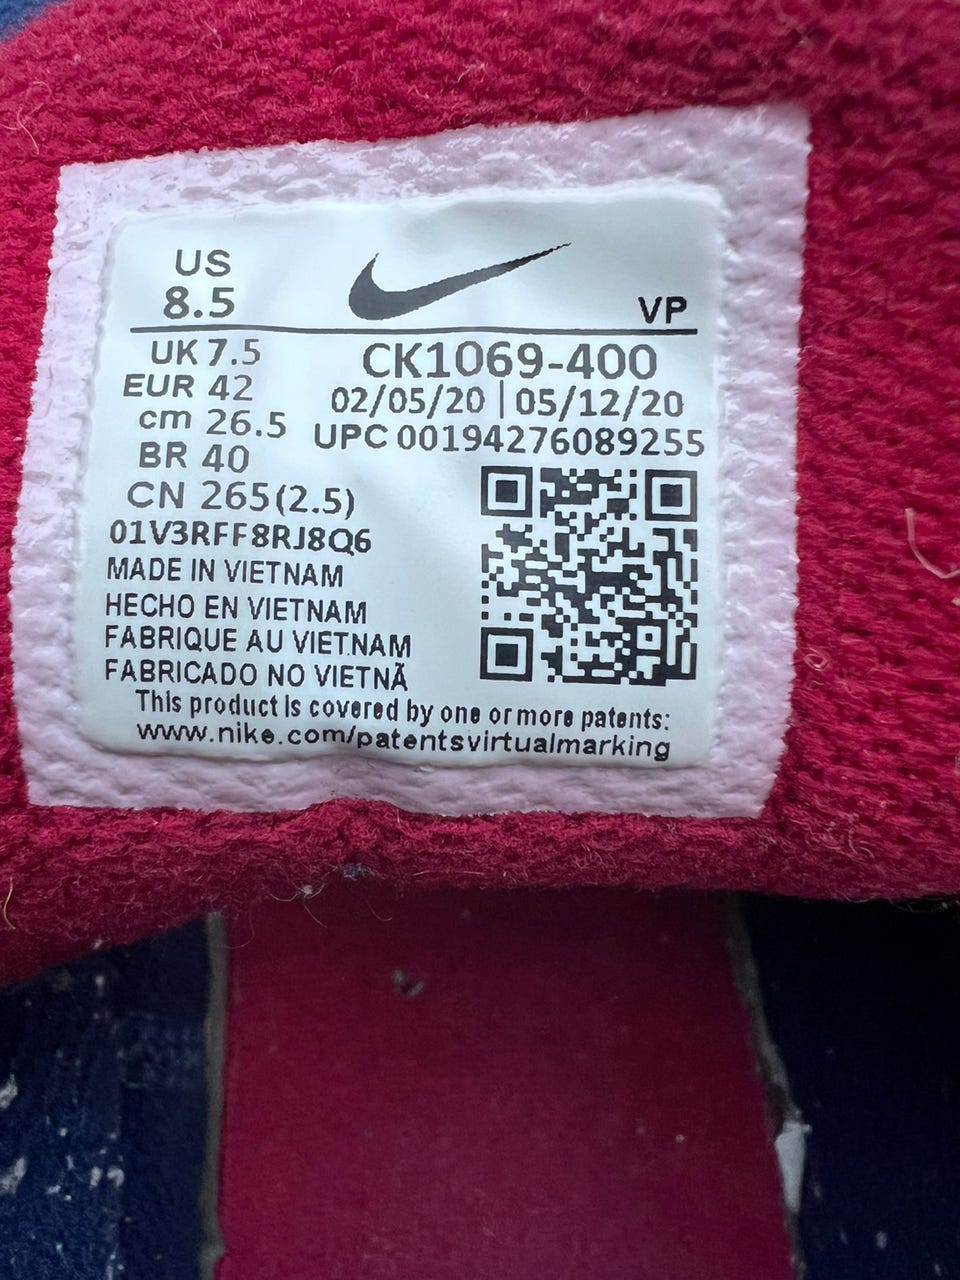 US
8.5
VP
UK 7.5
EUR 42
cm 26.5
BR 40
CN 265(2.5)
CK1069-400
02/05/20 | 05/12/20
UPC 00194276089255
01V3RFF8RJ8Q6
MADE IN VIETNAM
HECHO EN VIETNAM
FABRIQUE AU VIETNAM
FABRICADO NO VIETNÃ
This product is covered by one or more patents:
www.nike.com/patentsvirtualmarking